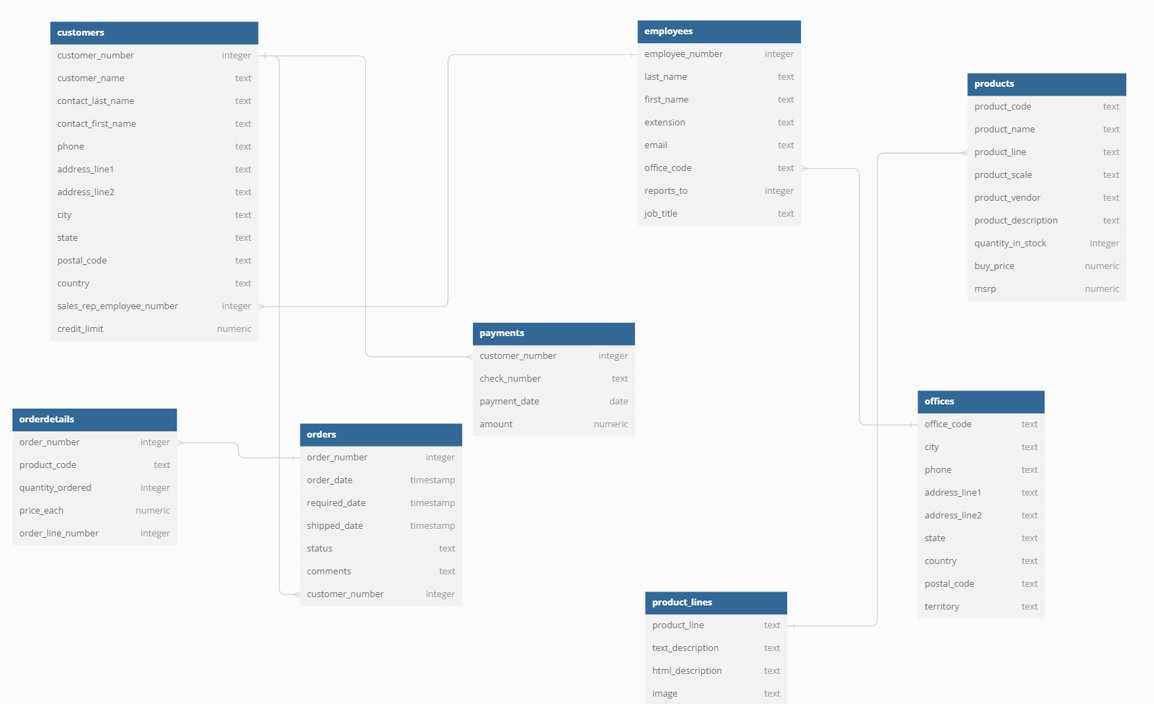 customers
customer_number integer
customer_name text
contact_last_name text
contact_first_name text
phone text
address_line1 text
address_line2 text
city text
state text
postal_code text
country text
sales_rep_employee_number integer
credit_limit numeric
employees
employee_number integer
last_name text
first_name text
extension text
email text
office_code text
reports_to integer
job_title text
products
product_code text
product_name text
product_line text
product_scale text
product_vendor text
product_description text
quantity_in_stock integer
buy_price numeric
msrp numeric
payments
customer_number integer
check_number text
payment_date date
amount numeric
orderdetails
order_number integer
product_code text
quantity_ordered integer
price_each numeric
order_line_number integer
orders
order_number integer
order_date timestamp
required_date timestamp
shipped_date timestamp
status text
comments text
customer_number integer
offices
office_code text
city text
phone text
address_line1 text
address_line2 text
state text
country text
postal_code text
territory text
product_lines
product_line text
text_description text
html_description text
image text